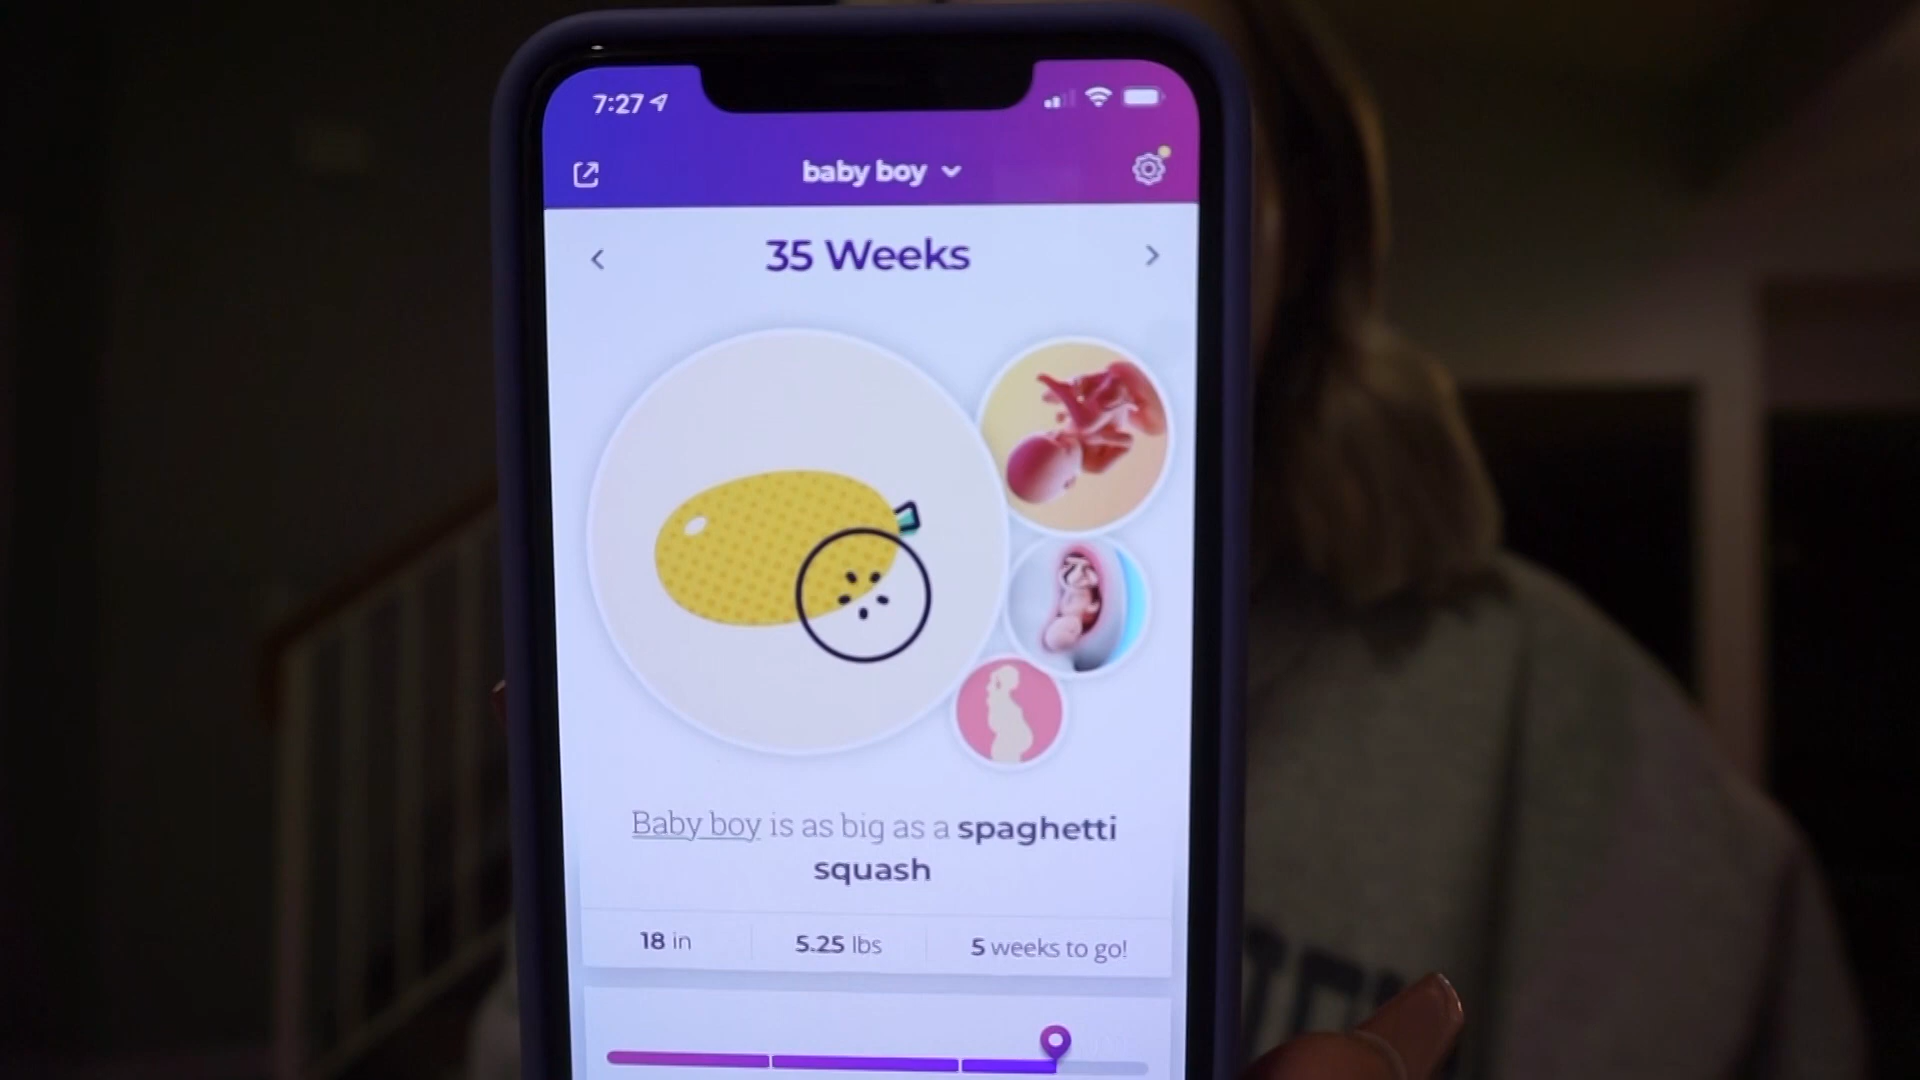 7:27
baby boy
35 Weeks
Baby boy is as big as a spaghetti
squash
18 in
5.25 lbs
5 weeks to go!